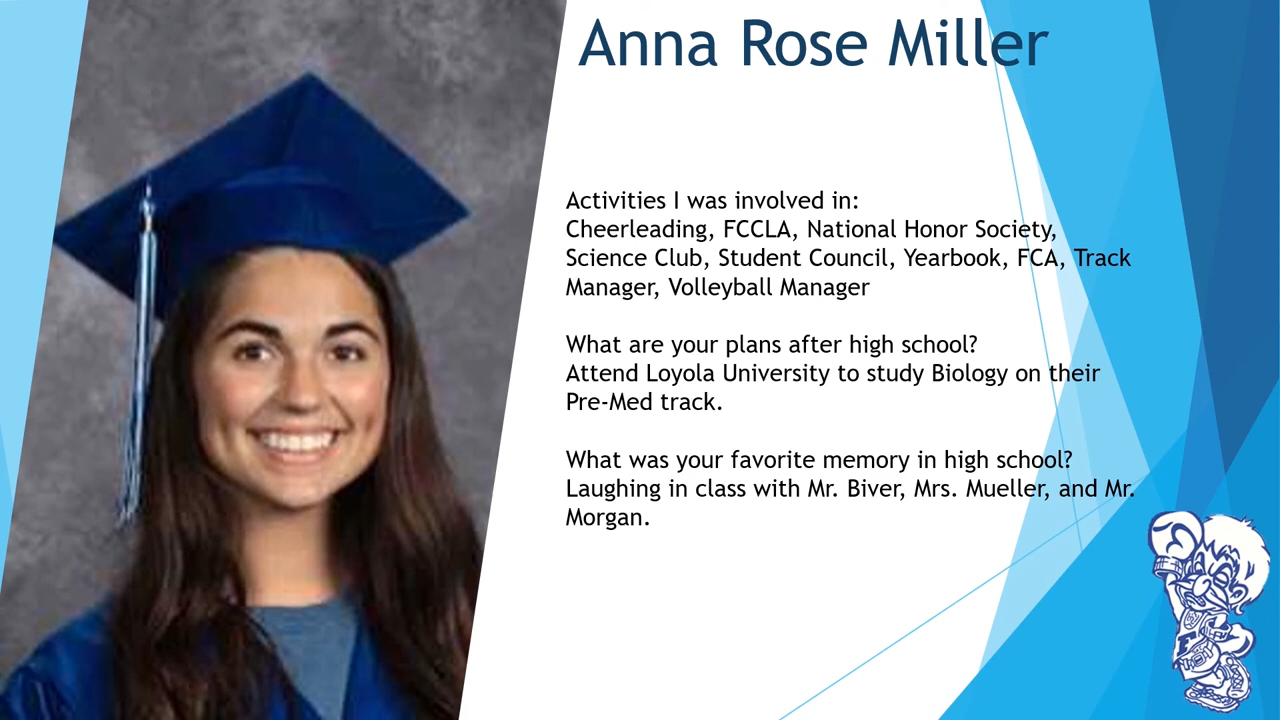 Anna Rose Miller
Activities I was involved in:
Cheerleading, FCCLA, National Honor Society,
Science Club, Student Council, Yearbook, FCA, Track
Manager, Volleyball Manager
What are your plans after high school?
Attend Loyola University to study Biology on their
Pre-Med track.
What was your favorite memory in high school?
Laughing in class with Mr. Biver, Mrs. Mueller, and Mr.
Morgan.